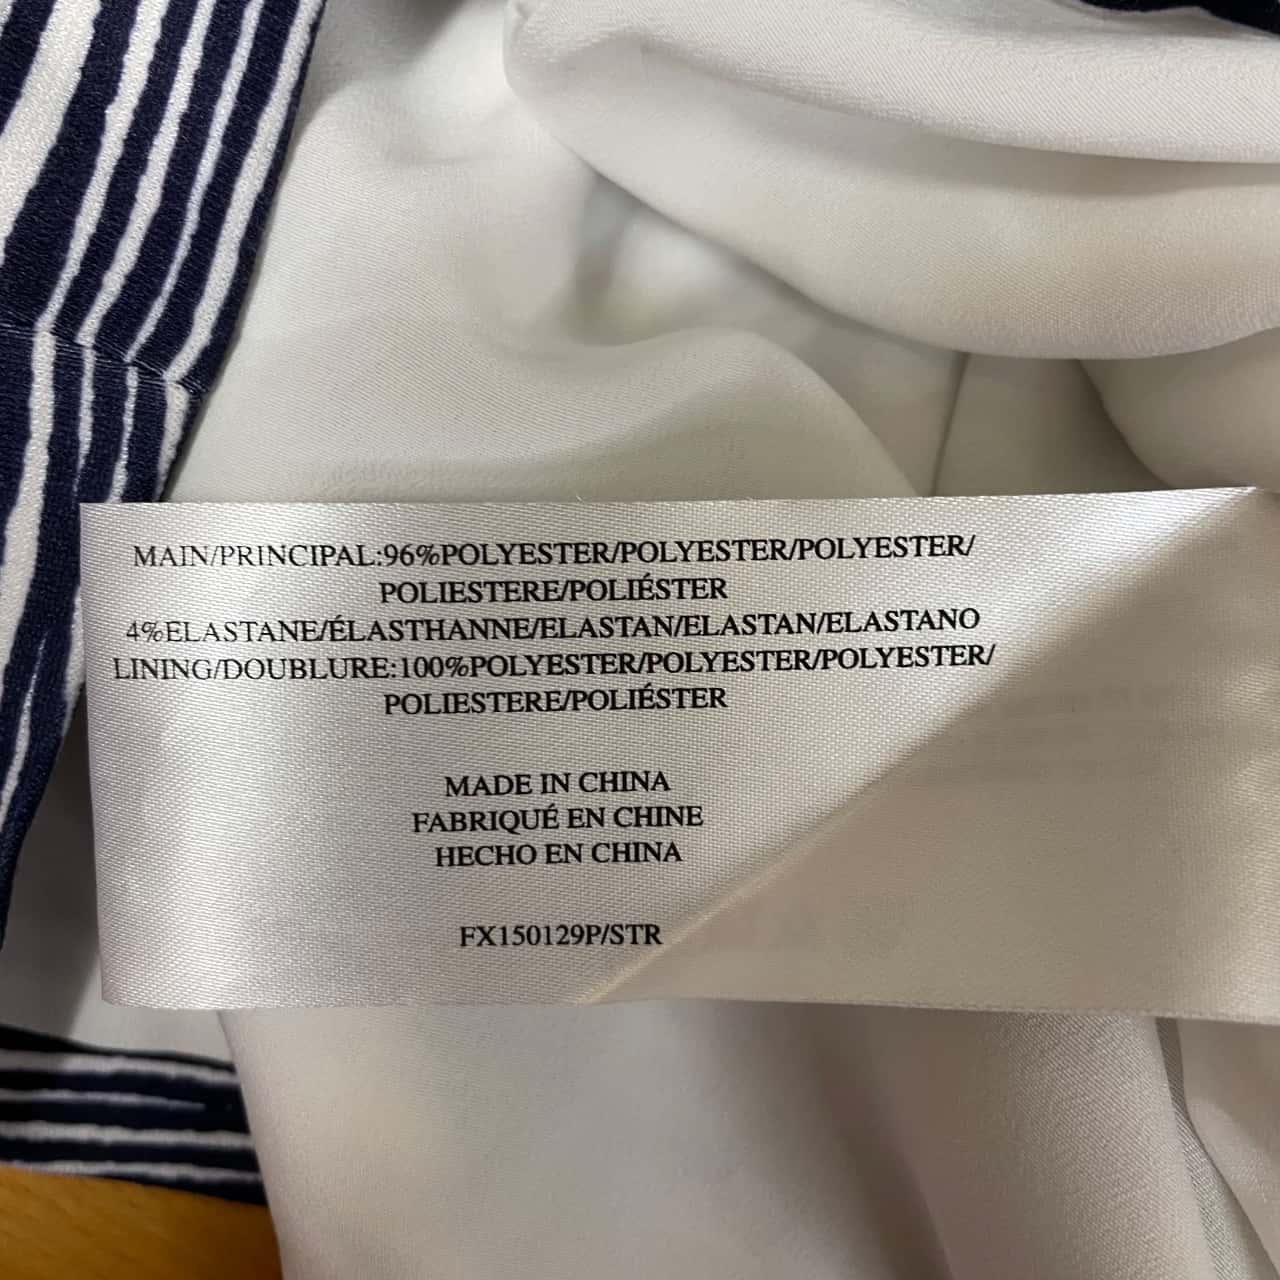 MAIN/PRINCIPAL:96%POLYESTER/POLYESTER/POLYESTER/
POLIESTERE/POLIÉSTER
4%ELASTANE/ÉLASTHANNE/ELASTAN/ELASTAN/ELASTANO
LINING/DOUBLURE:100%POLYESTER/POLYESTER/POLYESTER/
POLIESTERE/POLIÉSTER
MADE IN CHINA
FABRIQUÉ EN CHINE
HECHO EN CHINA
FX150129P/STR